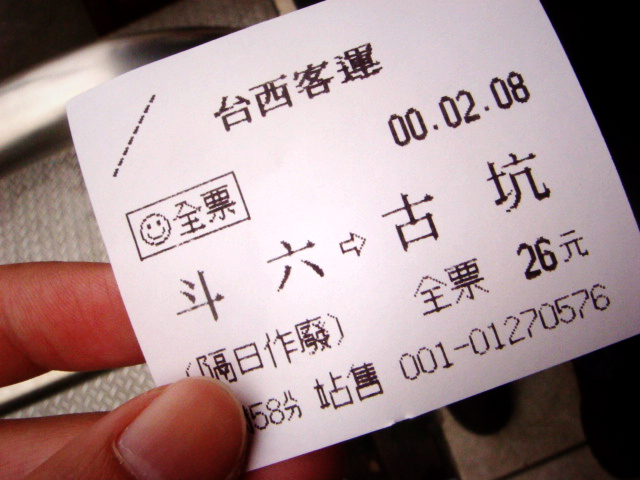 台西客運
00.02.08
全票
斗六⇨古坑
全票 26元
(隔日作廢)
58分 站售 001-01270576